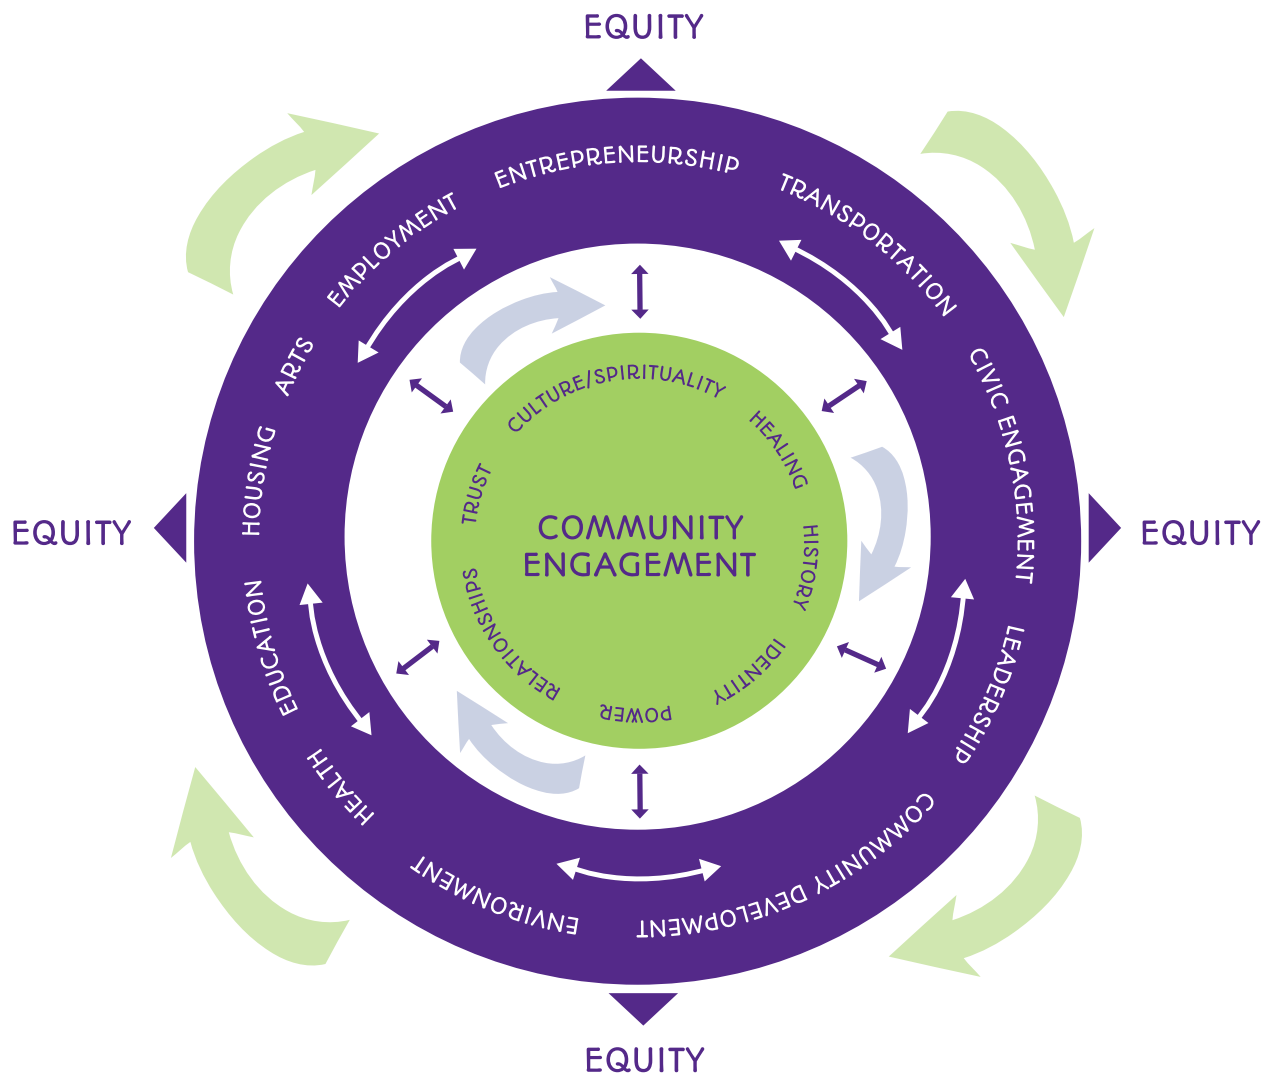 EQUITY
ENTREPRENEURSHIP
TRANSPORTATION
CIVIC ENGAGEMENT
LEADERSHIP
COMMUNITY DEVELOPMENT
ENVIRONMENT
HEALTH
EDUCATION
HOUSING
ARTS
EMPLOYMENT
CULTURE/SPIRITUALITY
HEALING
HISTORY
IDENTITY
POWER
RELATIONSHIPS
TRUST
COMMUNITY
ENGAGEMENT
EQUITY
EQUITY
EQUITY